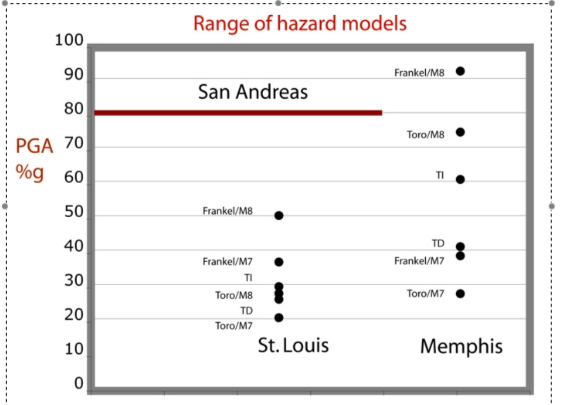 Range of hazard models
100
90
80
70
60
50
40
30
20
10
0
PGA
%g
San Andreas
Frankel/M8
Frankel/M7
TI
Toro/M8
TD
Toro/M7
St. Louis
Frankel/M8
Toro/M8
TI
TD
Frankel/M7
Toro/M7
Memphis